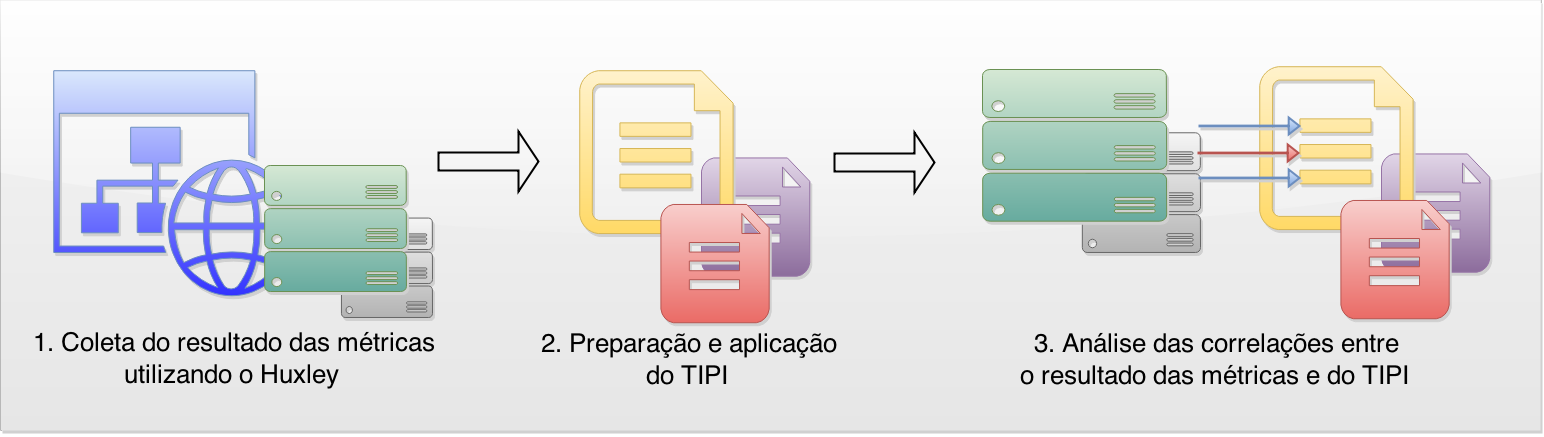 1. Coleta do resultado das métricas
utilizando o Huxley
2. Preparação e aplicação
do TIPI
3. Análise das correlações entre
o resultado das métricas e do TIPI